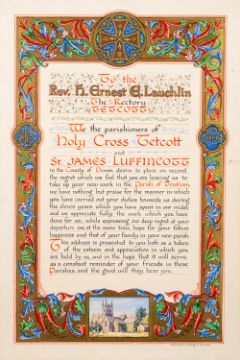 To the
Rev. H. Ernest G. Laughlin
The Rectory
TETCOTT
We the parishioners of
Holy Cross Tetcott
and
St. JAMES LUFFINCOTT
in the County of Devon desire to place on record
the regret which we feel that you are leaving us to
take up your new work in the Parish of
We have nothing but praise for the manner in which
you have carried out your duties towards us during
the eleven years which you have spent in our midst
and we appreciate fully the work which you have
done for us; while expressing our deep regret at your
departure we at the same time hope for your future
happiness and that of your family in your new parish.
This address is presented to you both as a token
of the esteem and appreciation in which you
are held by us, and in the hope that it will serve
as a constant reminder of your friends in these
Parishes and the good will they bear you.